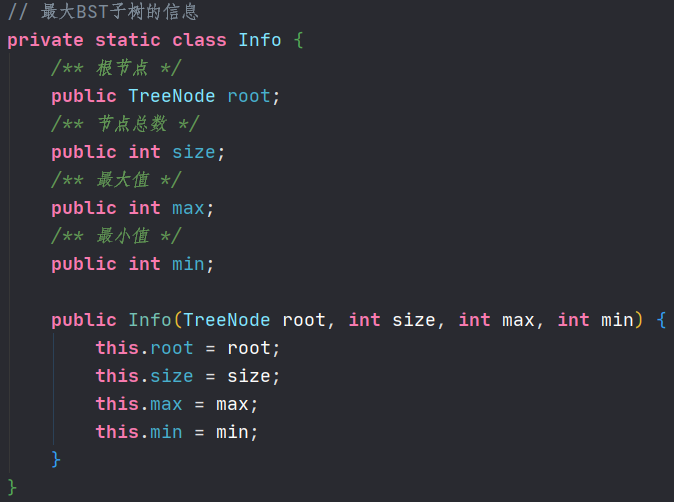 // 最大BST子树的信息
private static class Info {
    /** 根节点 */
    public TreeNode root;
    /** 节点总数 */
    public int size;
    /** 最大值 */
    public int max;
    /** 最小值 */
    public int min;

    public Info(TreeNode root, int size, int max, int min) {
        this.root = root;
        this.size = size;
        this.max = max;
        this.min = min;
    }
}